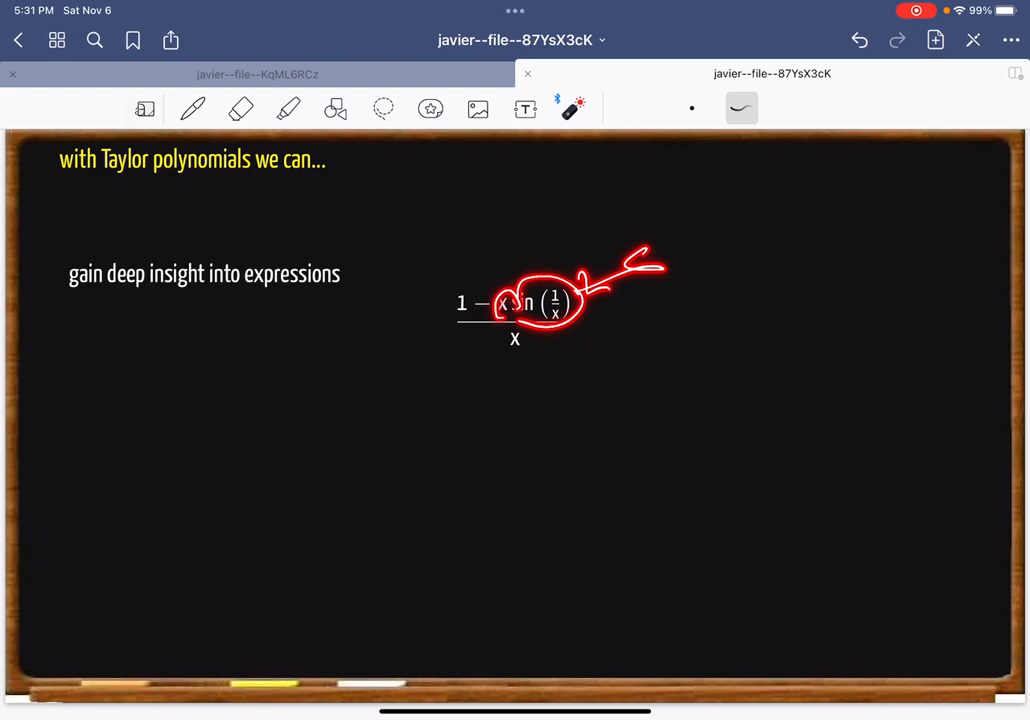 5:31 PM Sat Nov 6
99%
javier--file--87YsX3cK
javier--file--KqML6RCz
javier--file--87YsX3cK
with Taylor polynomials we can...
gain deep insight into expressions
1 − x sin (1/x)
x